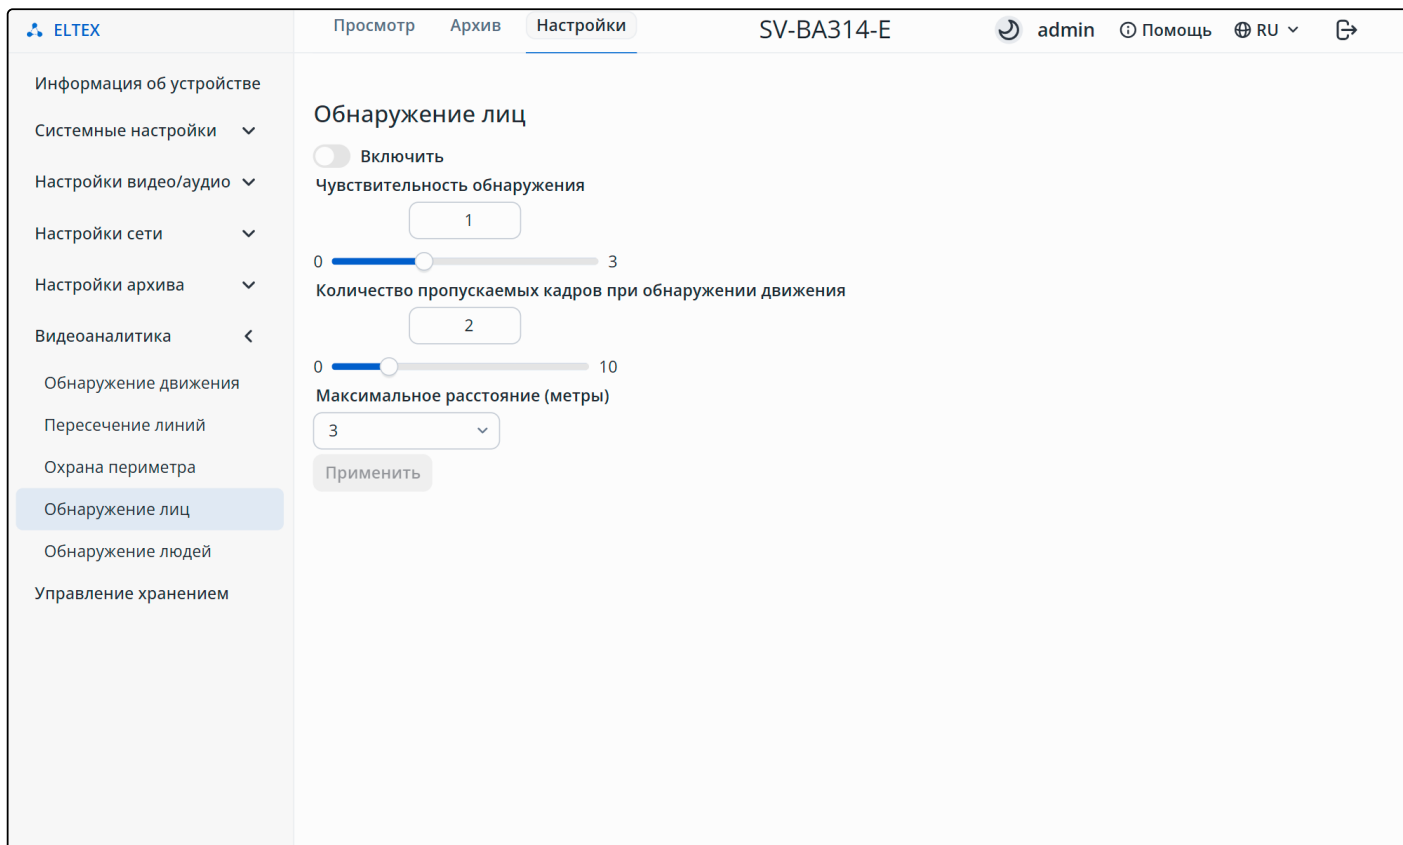 ELTEX
Просмотр Архив Настройки SV-BA314-E admin Помощь RU
Информация об устройстве
Системные настройки
Настройки видео/аудио
Настройки сети
Настройки архива
Видеоаналитика
Обнаружение движения
Пересечение линий
Охрана периметра
Обнаружение лиц
Обнаружение людей
Управление хранением
Обнаружение лиц
Включить
Чувствительность обнаружения
1
0 3
Количество пропускаемых кадров при обнаружении движения
2
0 10
Максимальное расстояние (метры)
3
Применить